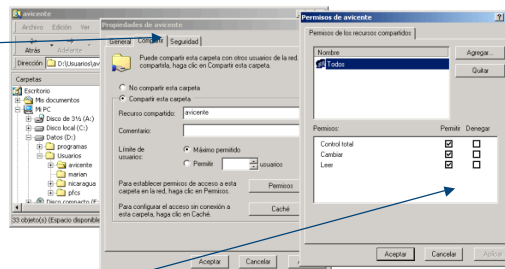 avicente
Archivo Edición Ver
Atrás Adelante
Dirección D:\Usuarios\av
Carpetas
Escritorio
Mis documentos
Mi PC
Disco de 3½ (A:)
Disco local (C:)
Datos (D:)
programas
Usuarios
avicente
marian
nicaragua
pfcs
Disco compacto (E:
33 objeto(s) (Espacio disponible
Propiedades de avicente
General Compartir Seguridad
Puede compartir esta carpeta con otros usuarios de la red
compartirla, haga clic en Compartir esta carpeta.
No compartir esta carpeta
Compartir esta carpeta
Recurso compartido: avicente
Comentario:
Límite de
usuarios:
Máximo permitido
Permitir usuarios
Para establecer permisos de acceso a esta
carpeta en la red, haga clic en Permisos.
Permisos
Para configurar el acceso sin conexión a
esta carpeta, haga clic en Caché.
Caché
Aceptar Cancelar
Permisos de avicente ?
Permisos de los recursos compartidos
Nombre
Todos
Agregar...
Quitar
Permisos: Permitir Denegar
Control total
Cambiar
Leer
Aceptar Cancelar Aplicar